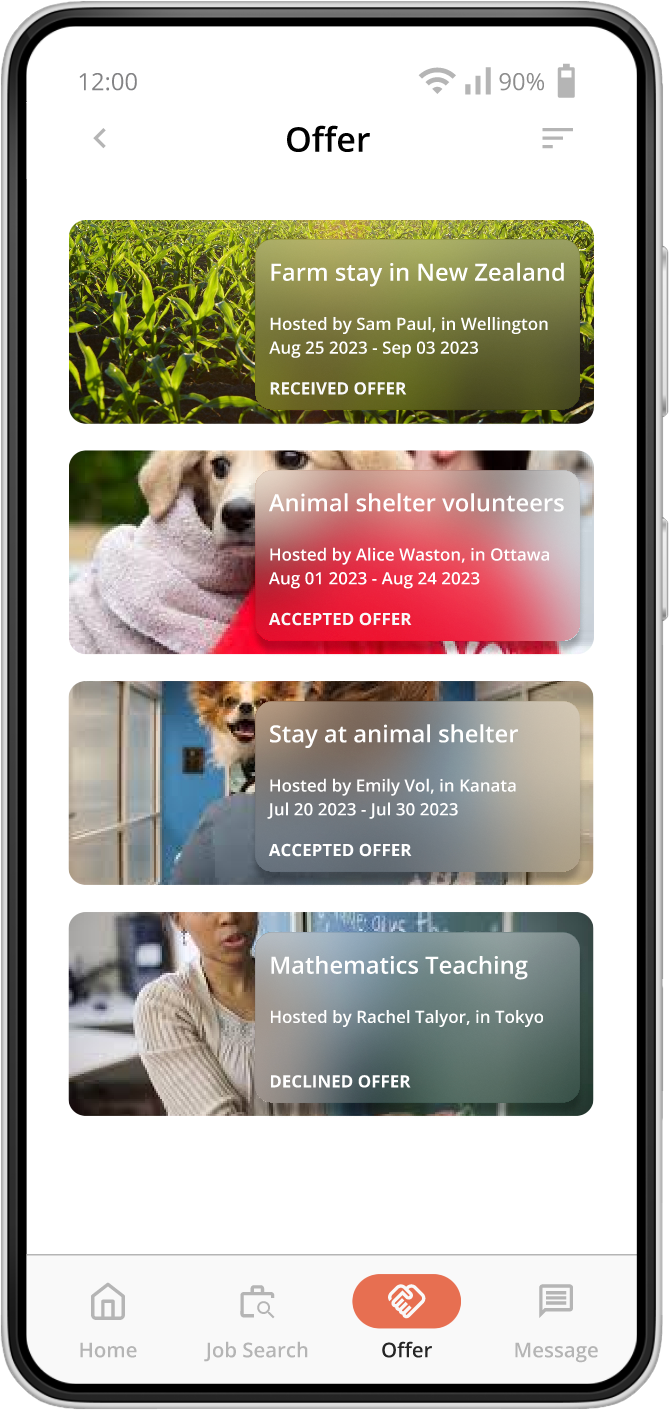 12:00
90%
Offer
Farm stay in New Zealand
Hosted by Sam Paul, in Wellington
Aug 25 2023 - Sep 03 2023
RECEIVED OFFER
Animal shelter volunteers
Hosted by Alice Waston, in Ottawa
Aug 01 2023 - Aug 24 2023
ACCEPTED OFFER
Stay at animal shelter
Hosted by Emily Vol, in Kanata
Jul 20 2023 - Jul 30 2023
ACCEPTED OFFER
Mathematics Teaching
Hosted by Rachel Talyor, in Tokyo
DECLINED OFFER
Home
Job Search
Offer
Message